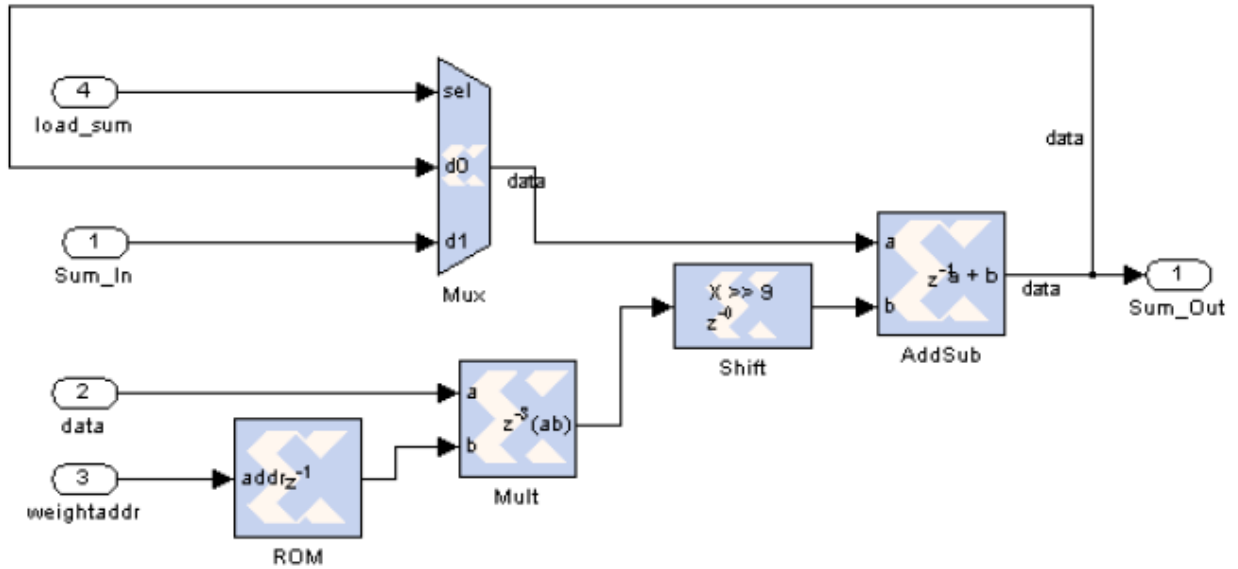 4
load_sum
sel
d0
data
d1
Mux
1
Sum_In
data
a
b
z⁻¹a + b
AddSub
data
1
Sum_Out
X >> 9
z⁻⁰
Shift
2
data
a
b
z⁻³(ab)
Mult
3
weightaddr
addr z⁻¹
ROM